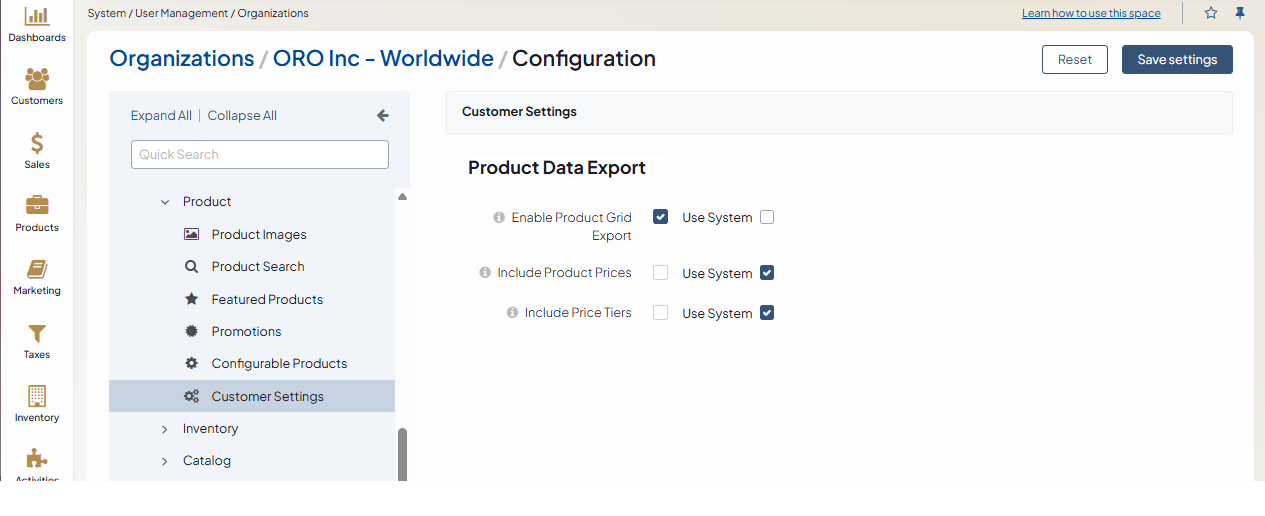 System / User Management / Organizations
Learn how to use this space
Dashboards
Customers
Sales
Products
Marketing
Taxes
Inventory
Activities
Organizations / ORO Inc - Worldwide / Configuration
Reset
Save settings
Expand All | Collapse All
Quick Search
Product
Product Images
Product Search
Featured Products
Promotions
Configurable Products
Customer Settings
Inventory
Catalog
Customer Settings
Product Data Export
Enable Product Grid
Export
Use System
Include Product Prices
Use System
Include Price Tiers
Use System